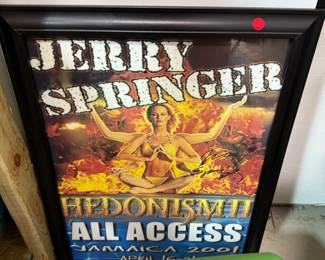 JERRY
SPRINGER
HEDONISM II
ALL ACCESS
JAMAICA 2001
APRIL